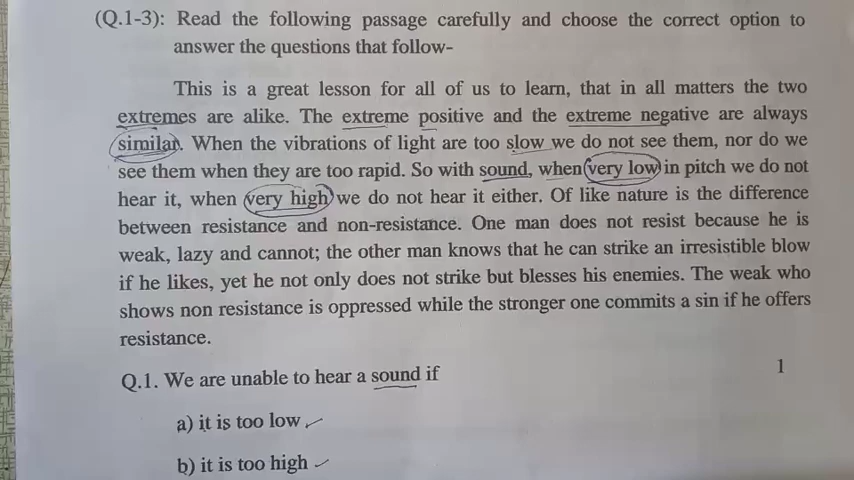 (Q.1-3): Read the following passage carefully and choose the correct option to
answer the questions that follow-
This is a great lesson for all of us to learn, that in all matters the two
extremes are alike. The extreme positive and the extreme negative are always
similar. When the vibrations of light are too slow we do not see them, nor do we
see them when they are too rapid. So with sound, when very low in pitch we do not
hear it, when very high we do not hear it either. Of like nature is the difference
between resistance and non-resistance. One man does not resist because he is
weak, lazy and cannot; the other man knows that he can strike an irresistible blow
if he likes, yet he not only does not strike but blesses his enemies. The weak who
shows non resistance is oppressed while the stronger one commits a sin if he offers
resistance.
Q.1. We are unable to hear a sound if 1
a) it is too low
b) it is too high